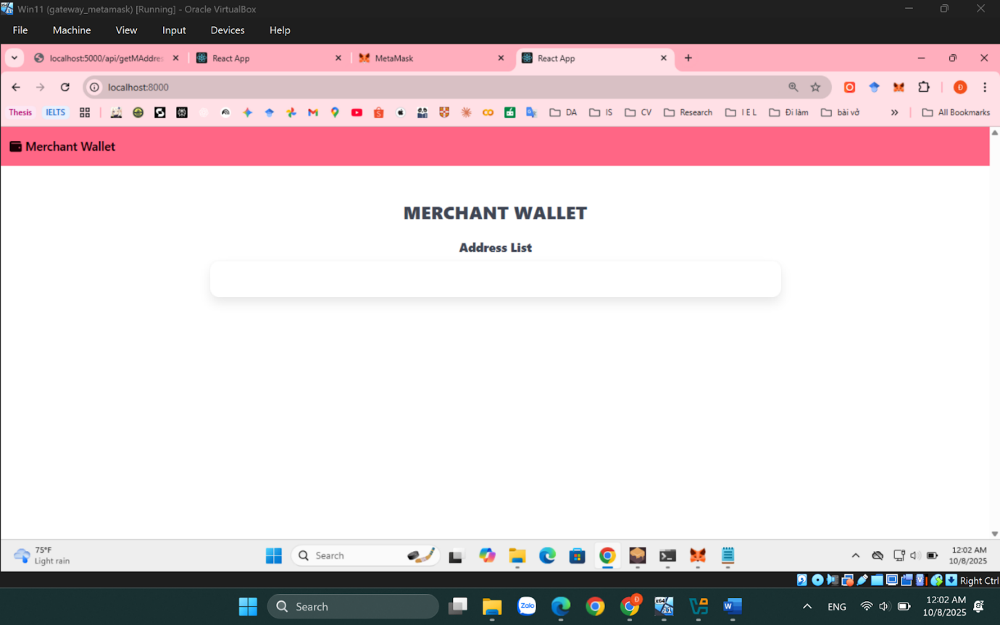 Win11 (gateway_metamask) [Running] - Oracle VirtualBox
File Machine View Input Devices Help
localhost:5000/api/getMAddres React App MetaMask React App
localhost:8000 Đ
Thesis IELTS DA IS CV Research I E L Đi làm bài vở » All Bookmarks
Merchant Wallet
MERCHANT WALLET
Address List
75°F
Light rain
Search
12:02 AM
10/8/2025
Right Ctrl
Search
Zalo
Đ
x64
11
W
ENG
12:02 AM
10/8/2025